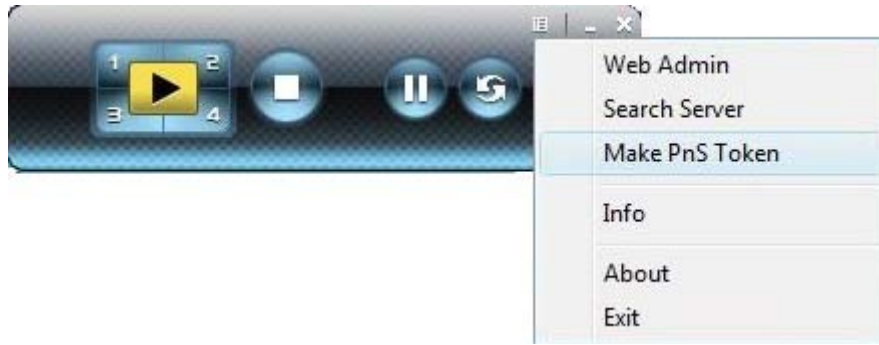 1 2
3 4
Web Admin
Search Server
Make PnS Token
Info
About
Exit